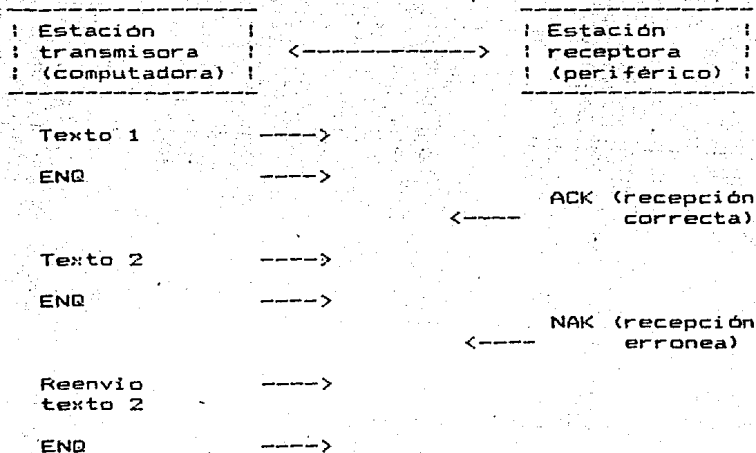 Estación Estación
transmisora <------------> receptora
(computadora) (periférico)
Texto 1 ---->
ENQ ---->
ACK (recepción
<---- correcta)
Texto 2 ---->
ENQ ---->
NAK (recepción
<---- erronea)
Reenvio ---->
texto 2
ENQ ---->